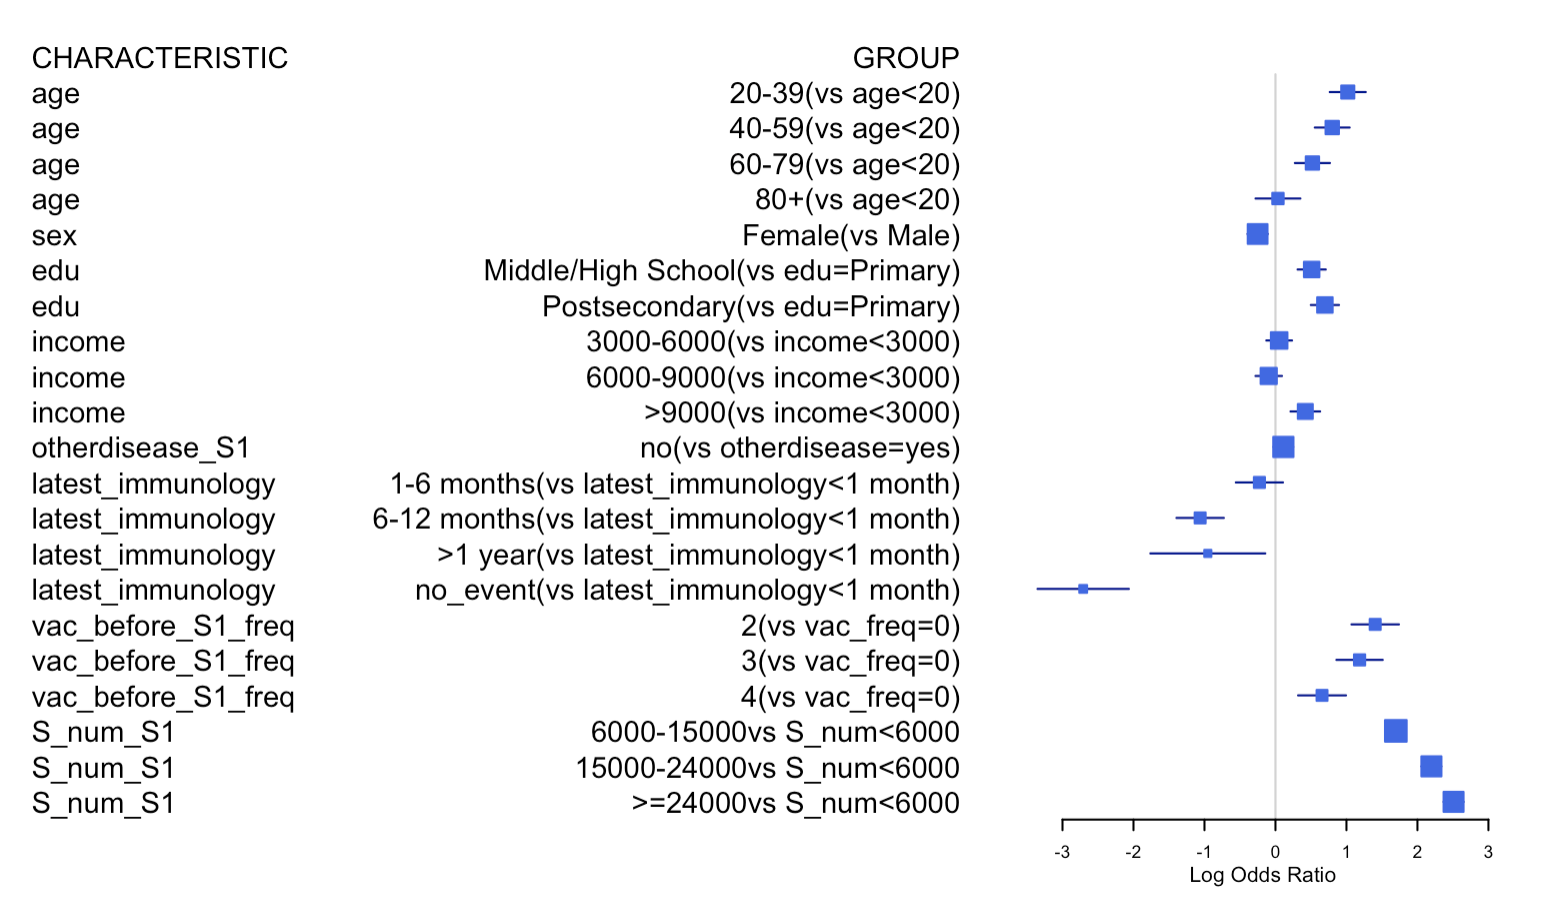 CHARACTERISTIC GROUP
age 20-39(vs age<20)
age 40-59(vs age<20)
age 60-79(vs age<20)
age 80+(vs age<20)
sex Female(vs Male)
edu Middle/High School(vs edu=Primary)
edu Postsecondary(vs edu=Primary)
income 3000-6000(vs income<3000)
income 6000-9000(vs income<3000)
income >9000(vs income<3000)
otherdisease_S1 no(vs otherdisease=yes)
latest_immunology 1-6 months(vs latest_immunology<1 month)
latest_immunology 6-12 months(vs latest_immunology<1 month)
latest_immunology >1 year(vs latest_immunology<1 month)
latest_immunology no_event(vs latest_immunology<1 month)
vac_before_S1_freq 2(vs vac_freq=0)
vac_before_S1_freq 3(vs vac_freq=0)
vac_before_S1_freq 4(vs vac_freq=0)
S_num_S1 6000-15000vs S_num<6000
S_num_S1 15000-24000vs S_num<6000
S_num_S1 >=24000vs S_num<6000
-3 -2 -1 0 1 2 3
Log Odds Ratio